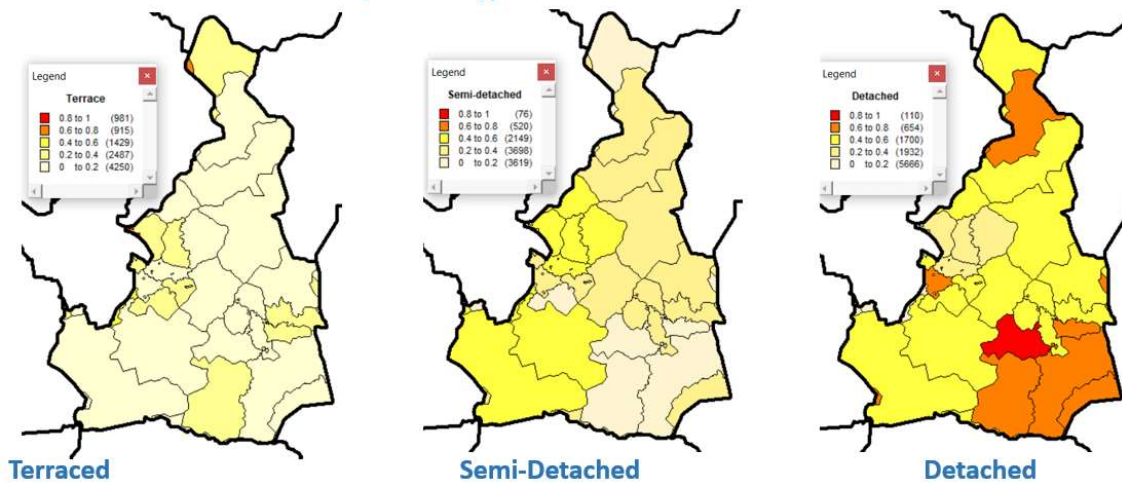 Legend
Terrace
0.8 to 1 (981)
0.6 to 0.8 (915)
0.4 to 0.6 (1429)
0.2 to 0.4 (2487)
0 to 0.2 (4250)
Terraced
Legend
Semi-detached
0.8 to 1 (76)
0.6 to 0.8 (520)
0.4 to 0.6 (2149)
0.2 to 0.4 (3698)
0 to 0.2 (3619)
Semi-Detached
Legend
Detached
0.8 to 1 (110)
0.6 to 0.8 (654)
0.4 to 0.6 (1700)
0.2 to 0.4 (1932)
0 to 0.2 (5666)
Detached